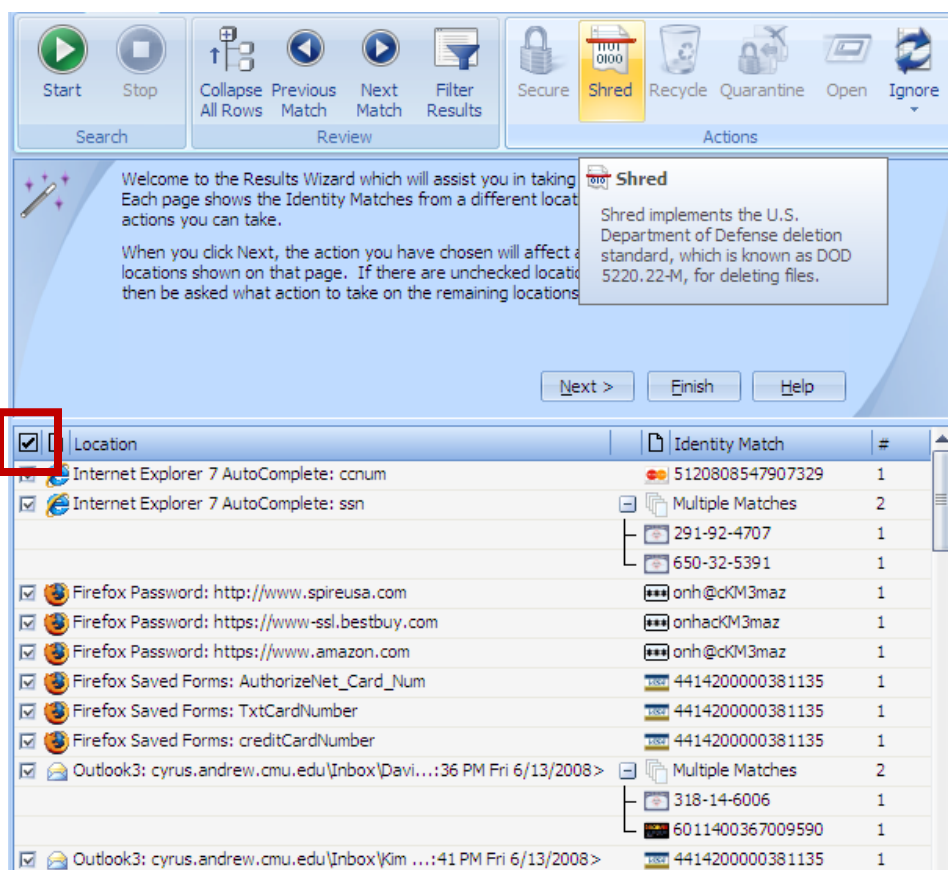 Start Stop Collapse All Rows Previous Match Next Match Filter Results Secure Shred Recycle Quarantine Open Ignore
Search Review Actions
Welcome to the Results Wizard which will assist you in taking
Each page shows the Identity Matches from a different locat
actions you can take.
When you click Next, the action you have chosen will affect a
locations shown on that page. If there are unchecked locatio
then be asked what action to take on the remaining locations
Shred
Shred implements the U.S.
Department of Defense deletion
standard, which is known as DOD
5220.22-M, for deleting files.
Next > Finish Help
Location Identity Match #
Internet Explorer 7 AutoComplete: ccnum 5120808547907329 1
Internet Explorer 7 AutoComplete: ssn Multiple Matches 2
291-92-4707 1
650-32-5391 1
Firefox Password: http://www.spireusa.com onh@cKM3maz 1
Firefox Password: https://www-ssl.bestbuy.com onhacKM3maz 1
Firefox Password: https://www.amazon.com onh@cKM3maz 1
Firefox Saved Forms: AuthorizeNet_Card_Num 4414200000381135 1
Firefox Saved Forms: TxtCardNumber 4414200000381135 1
Firefox Saved Forms: creditCardNumber 4414200000381135 1
Outlook3: cyrus.andrew.cmu.edu\Inbox\Davi...:36 PM Fri 6/13/2008> Multiple Matches 2
318-14-6006 1
6011400367009590 1
Outlook3: cyrus.andrew.cmu.edu\Inbox\Kim ...:41 PM Fri 6/13/2008> 4414200000381135 1